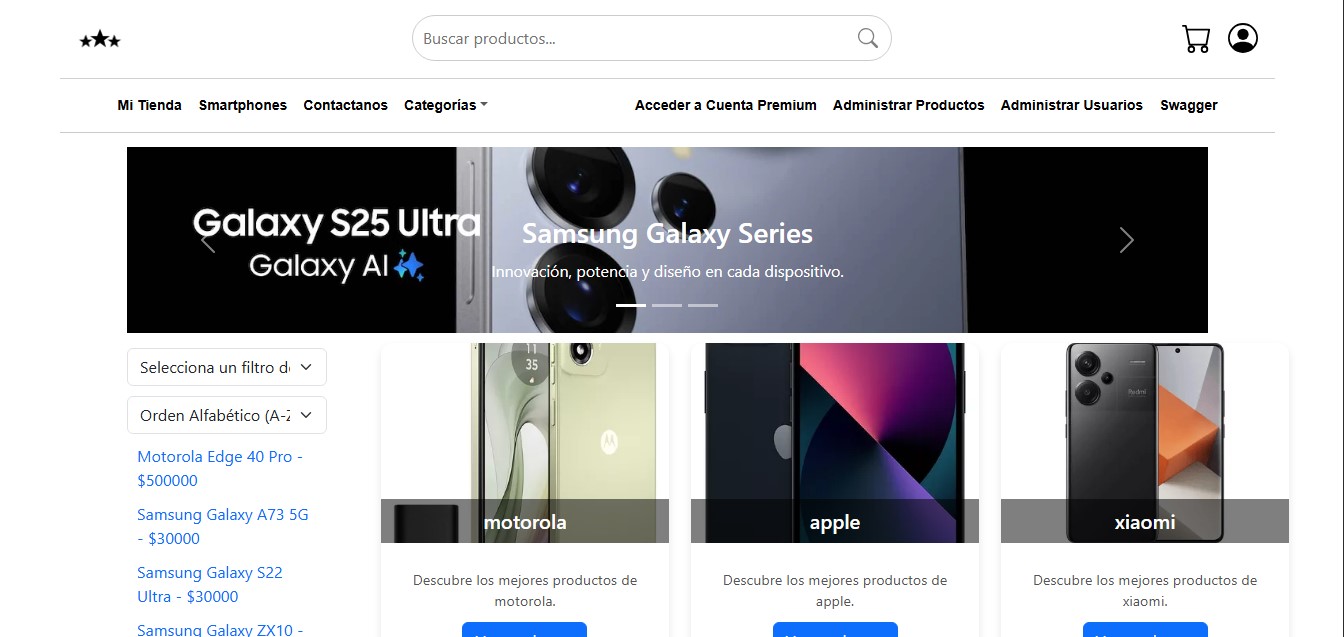 Buscar productos...
Mi Tienda Smartphones Contactanos Categorías Acceder a Cuenta Premium Administrar Productos Administrar Usuarios Swagger
Galaxy S25 Ultra
Galaxy AI
Samsung Galaxy Series
Innovación, potencia y diseño en cada dispositivo.
Selecciona un filtro
Orden Alfabético (A-Z
Motorola Edge 40 Pro -
$500000
Samsung Galaxy A73 5G
- $30000
Samsung Galaxy S22
Ultra - $30000
Samsung Galaxy ZX10 -
11
35
motorola
Descubre los mejores productos de
motorola.
apple
Descubre los mejores productos de
apple.
Redmi
xiaomi
Descubre los mejores productos de
xiaomi.